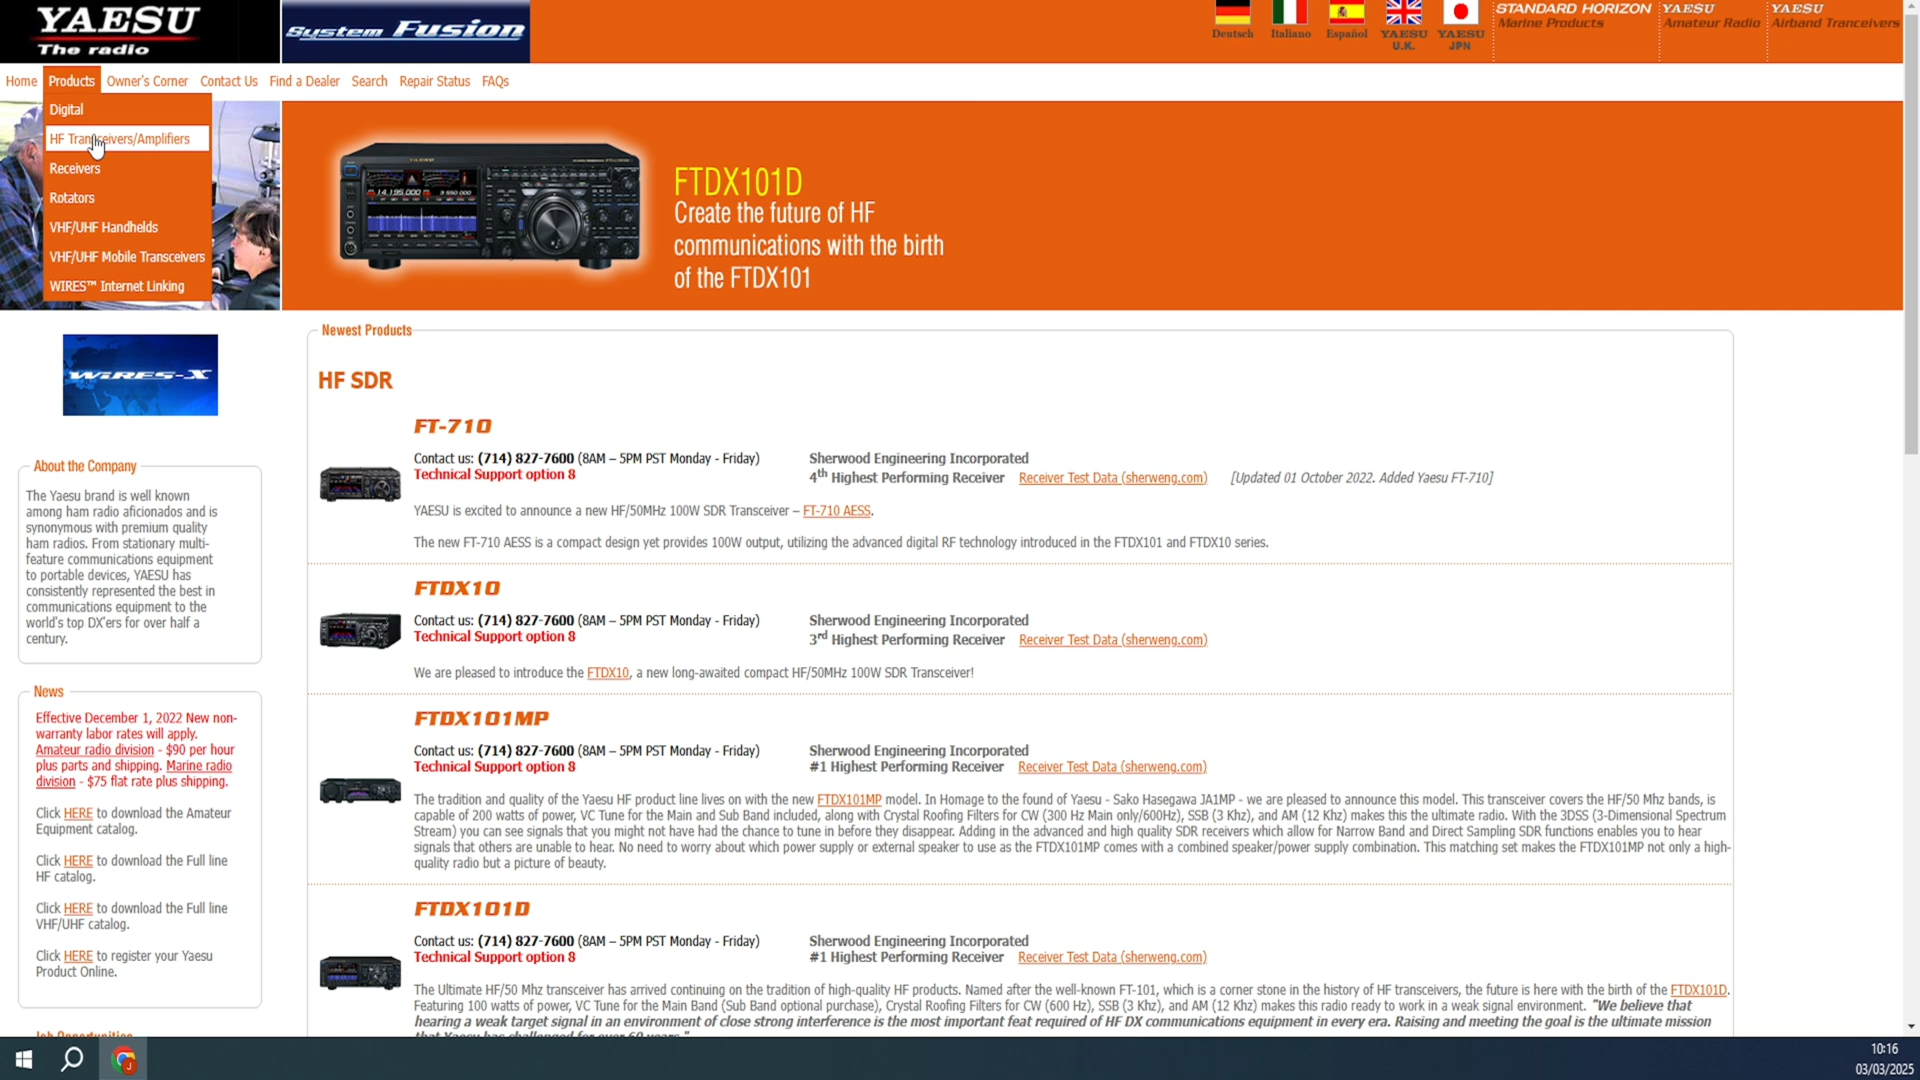 YAESU
The radio
System Fusion
Deutsch
Italiano
Español
YAESU U.K.
YAESU JPN
STANDARD HORIZON
Marine Products
YAESU
Amateur Radio
YAESU
Airband Tranceivers
Home Products Owner's Corner Contact Us Find a Dealer Search Repair Status FAQs
Digital
HF Transceivers/Amplifiers
Receivers
Rotators
VHF/UHF Handhelds
VHF/UHF Mobile Transceivers
WIRES™ Internet Linking
YAESU
14,195,000
FTDX101D
Create the future of HF
communications with the birth
of the FTDX101
WiRES-X
About the Company
The Yaesu brand is well known
among ham radio aficionados and is
synonymous with premium quality
ham radios. From stationary multi-
feature communications equipment
to portable devices, YAESU has
consistently represented the best in
communications equipment to the
world's top DX'ers for over half a
century.
News
Effective December 1, 2022 New non-
warranty labor rates will apply.
Amateur radio division - $90 per hour
plus parts and shipping. Marine radio
division - $75 flat rate plus shipping.
Click HERE to download the Amateur
Equipment catalog.
Click HERE to download the Full line
HF catalog.
Click HERE to download the Full line
VHF/UHF catalog.
Click HERE to register your Yaesu
Product Online.
Job Opportunities
Newest Products
HF SDR
FT-710
Contact us: (714) 827-7600 (8AM – 5PM PST Monday - Friday)
Technical Support option 8
Sherwood Engineering Incorporated
4th Highest Performing Receiver Receiver Test Data (sherweng.com) [Updated 01 October 2022. Added Yaesu FT-710]
YAESU is excited to announce a new HF/50MHz 100W SDR Transceiver – FT-710 AESS.
The new FT-710 AESS is a compact design yet provides 100W output, utilizing the advanced digital RF technology introduced in the FTDX101 and FTDX10 series.
FTDX10
Contact us: (714) 827-7600 (8AM – 5PM PST Monday - Friday)
Technical Support option 8
Sherwood Engineering Incorporated
3rd Highest Performing Receiver Receiver Test Data (sherweng.com)
We are pleased to introduce the FTDX10, a new long-awaited compact HF/50MHz 100W SDR Transceiver!
FTDX101MP
Contact us: (714) 827-7600 (8AM – 5PM PST Monday - Friday)
Technical Support option 8
Sherwood Engineering Incorporated
#1 Highest Performing Receiver Receiver Test Data (sherweng.com)
The tradition and quality of the Yaesu HF product line lives on with the new FTDX101MP model. In Homage to the found of Yaesu - Sako Hasegawa JA1MP - we are pleased to announce this model. This transceiver covers the HF/50 Mhz bands, is
capable of 200 watts of power, VC Tune for the Main and Sub Band included, along with Crystal Roofing Filters for CW (300 Hz Main only/600Hz), SSB (3 Khz), and AM (12 Khz) makes this the ultimate radio. With the 3DSS (3-Dimensional Spectrum
Stream) you can see signals that you might not have had the chance to tune in before they disappear. Adding in the advanced and high quality SDR receivers which allow for Narrow Band and Direct Sampling SDR functions enables you to hear
signals that others are unable to hear. No need to worry about which power supply or external speaker to use as the FTDX101MP comes with a combined speaker/power supply combination. This matching set makes the FTDX101MP not only a high-
quality radio but a picture of beauty.
FTDX101D
Contact us: (714) 827-7600 (8AM – 5PM PST Monday - Friday)
Technical Support option 8
Sherwood Engineering Incorporated
#1 Highest Performing Receiver Receiver Test Data (sherweng.com)
The Ultimate HF/50 Mhz transceiver has arrived continuing on the tradition of high-quality HF products. Named after the well-known FT-101, which is a corner stone in the history of HF transceivers, the future is here with the birth of the FTDX101D.
Featuring 100 watts of power, VC Tune for the Main Band (Sub Band optional purchase), Crystal Roofing Filters for CW (600 Hz), SSB (3 Khz), and AM (12 Khz) makes this radio ready to work in a weak signal environment. "We believe that
hearing a weak target signal in an environment of close strong interference is the most important feat required of HF DX communications equipment in every era. Raising and meeting the goal is the ultimate mission
that Yaesu has challenged for over 60 years."
10:16
03/03/2025